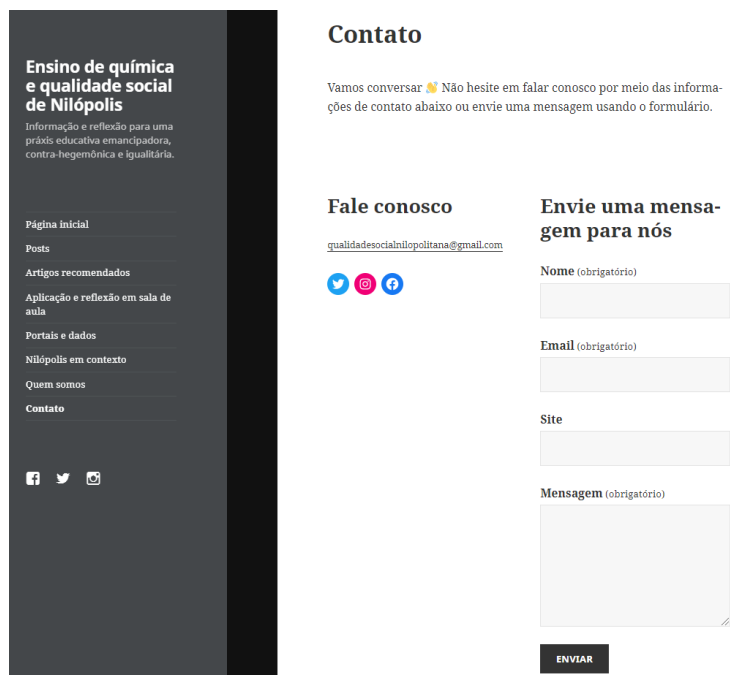 Ensino de química
e qualidade social
de Nilópolis
Informação e reflexão para uma
práxis educativa emancipadora,
contra-hegemônica e igualitária.
Página inicial
Posts
Artigos recomendados
Aplicação e reflexão em sala de
aula
Portais e dados
Nilópolis em contexto
Quem somos
Contato
Contato
Vamos conversar 👋 Não hesite em falar conosco por meio das informa-
ções de contato abaixo ou envie uma mensagem usando o formulário.
Fale conosco
qualidadesocialnilopolitana@gmail.com
Envie uma mensa-
gem para nós
Nome (obrigatório)
Email (obrigatório)
Site
Mensagem (obrigatório)
ENVIAR